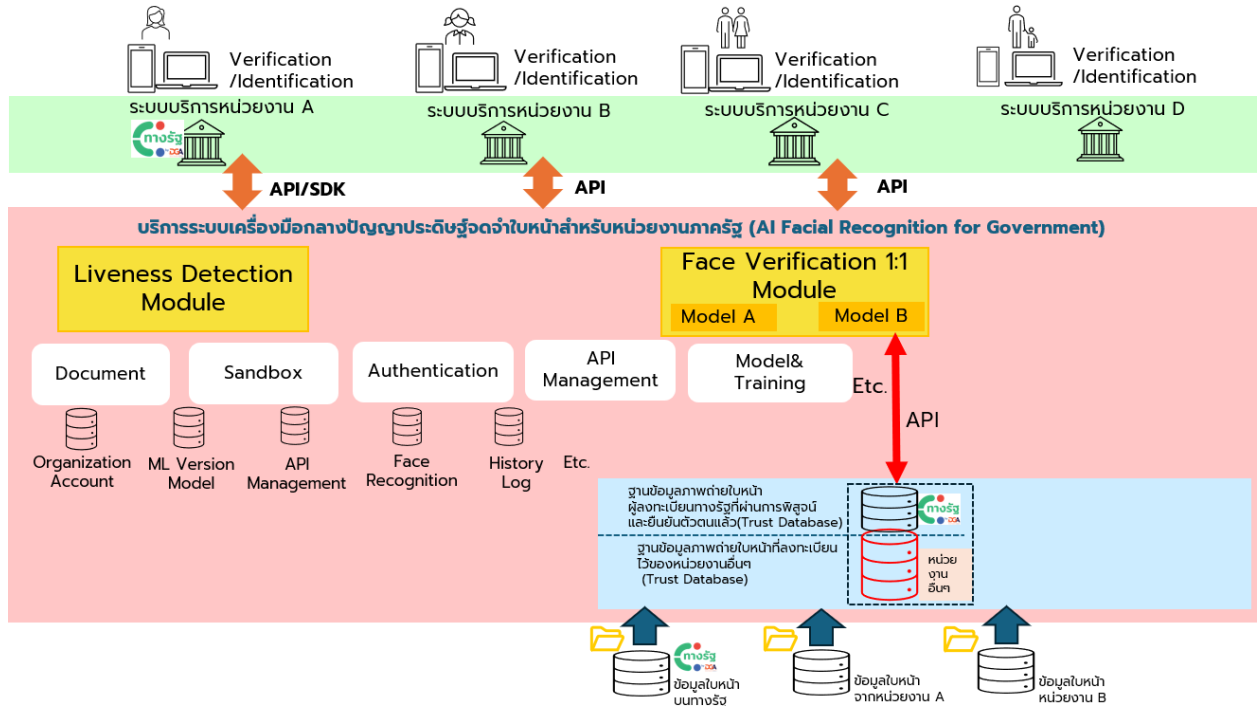 Verification
/Identification
Verification
/Identification
Verification
/Identification
Verification
/Identification
ระบบบริการหน่วยงาน A
ระบบบริการหน่วยงาน B
ระบบบริการหน่วยงาน C
ระบบบริการหน่วยงาน D
ทางรัฐ
by DGA
API/SDK
API
API
บริการระบบเครื่องมือกลางปัญญาประดิษฐ์จดจำใบหน้าสำหรับหน่วยงานภาครัฐ (AI Facial Recognition for Government)
Liveness Detection
Module
Face Verification 1:1
Module
Model A
Model B
Document
Sandbox
Authentication
API
Management
Model&
Training
Etc.
API
Organization
Account
ML Version
Model
API
Management
Face
Recognition
History
Log
Etc.
ฐานข้อมูลภาพถ่ายใบหน้า
ผู้ลงทะเบียนทางรัฐที่ผ่านการพิสูจน์
และยืนยันตัวตนแล้ว(Trust Database)
ทางรัฐ
by DGA
ฐานข้อมูลภาพถ่ายใบหน้าที่ลงทะเบียน
ไว้ของหน่วยงานอื่นๆ
(Trust Database)
หน่วย
งาน
อื่นๆ
ทางรัฐ
by DGA
ข้อมูลใบหน้า
บนทางรัฐ
ข้อมูลใบหน้า
จากหน่วยงาน A
ข้อมูลใบหน้า
หน่วยงาน B